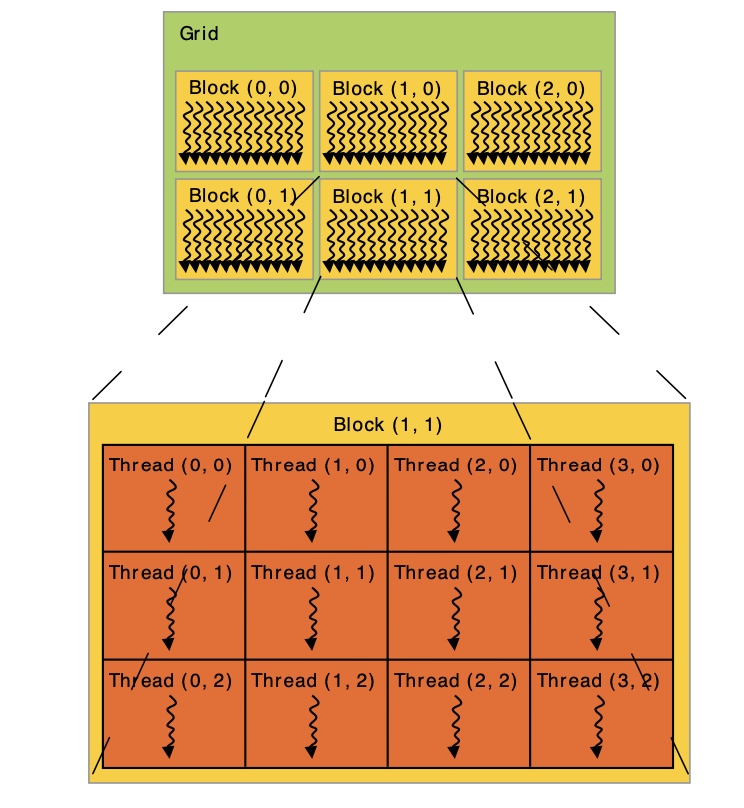 Grid
Block (0, 0) Block (1, 0) Block (2, 0)
Block (0, 1) Block (1, 1) Block (2, 1)
Block (1, 1)
Thread (0, 0) Thread (1, 0) Thread (2, 0) Thread (3, 0)
Thread (0, 1) Thread (1, 1) Thread (2, 1) Thread (3, 1)
Thread (0, 2) Thread (1, 2) Thread (2, 2) Thread (3, 2)